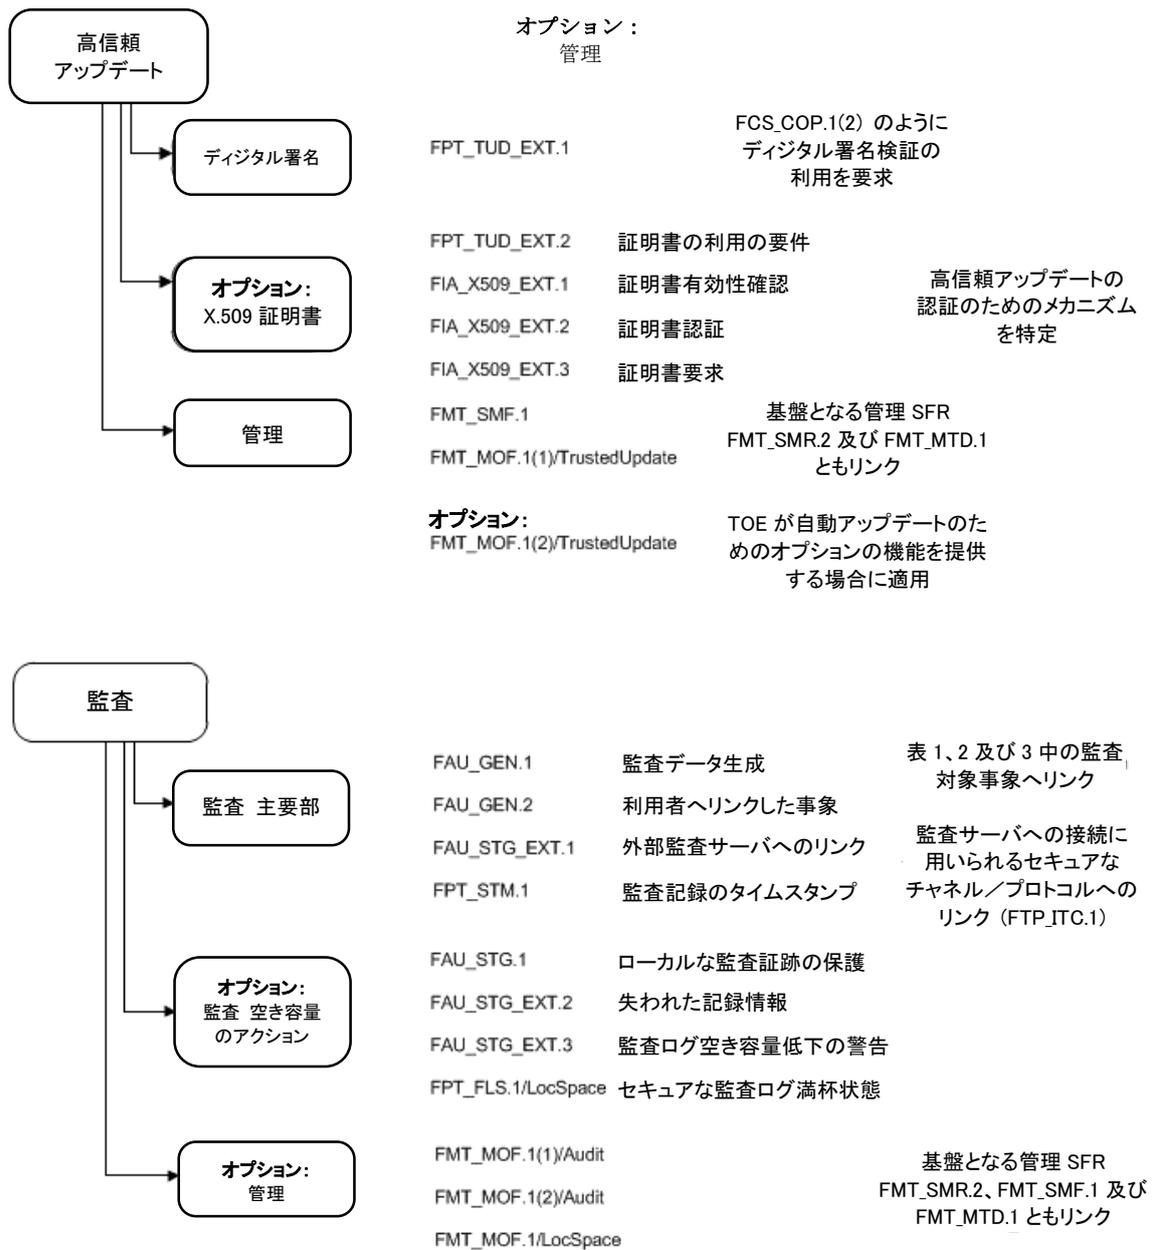 高信頼
アップデート
オプション：
管理
ディジタル署名
FPT_TUD_EXT.1
FCS_COP.1(2) のように
ディジタル署名検証の
利用を要求
オプション：
X.509 証明書
FPT_TUD_EXT.2 証明書の利用の要件
FIA_X509_EXT.1 証明書有効性確認
FIA_X509_EXT.2 証明書認証
FIA_X509_EXT.3 証明書要求
高信頼アップデートの
認証のためのメカニズム
を特定
管理
FMT_SMF.1
FMT_MOF.1(1)/TrustedUpdate
基盤となる管理 SFR
FMT_SMR.2 及び FMT_MTD.1
ともリンク
オプション：
FMT_MOF.1(2)/TrustedUpdate
TOE が自動アップデートのた
めのオプションの機能を提供
する場合に適用
監査
監査 主要部
FAU_GEN.1 監査データ生成
FAU_GEN.2 利用者へリンクした事象
FAU_STG_EXT.1 外部監査サーバへのリンク
FPT_STM.1 監査記録のタイムスタンプ
表 1、2 及び 3 中の監査
対象事象へリンク
監査サーバへの接続に
用いられるセキュアな
チャネル／プロトコルへの
リンク (FTP_ITC.1)
オプション：
監査 空き容量
のアクション
FAU_STG.1 ローカルな監査証跡の保護
FAU_STG_EXT.2 失われた記録情報
FAU_STG_EXT.3 監査ログ空き容量低下の警告
FPT_FLS.1/LocSpace セキュアな監査ログ満杯状態
オプション：
管理
FMT_MOF.1(1)/Audit
FMT_MOF.1(2)/Audit
FMT_MOF.1/LocSpace
基盤となる管理 SFR
FMT_SMR.2、FMT_SMF.1 及び
FMT_MTD.1 ともリンク